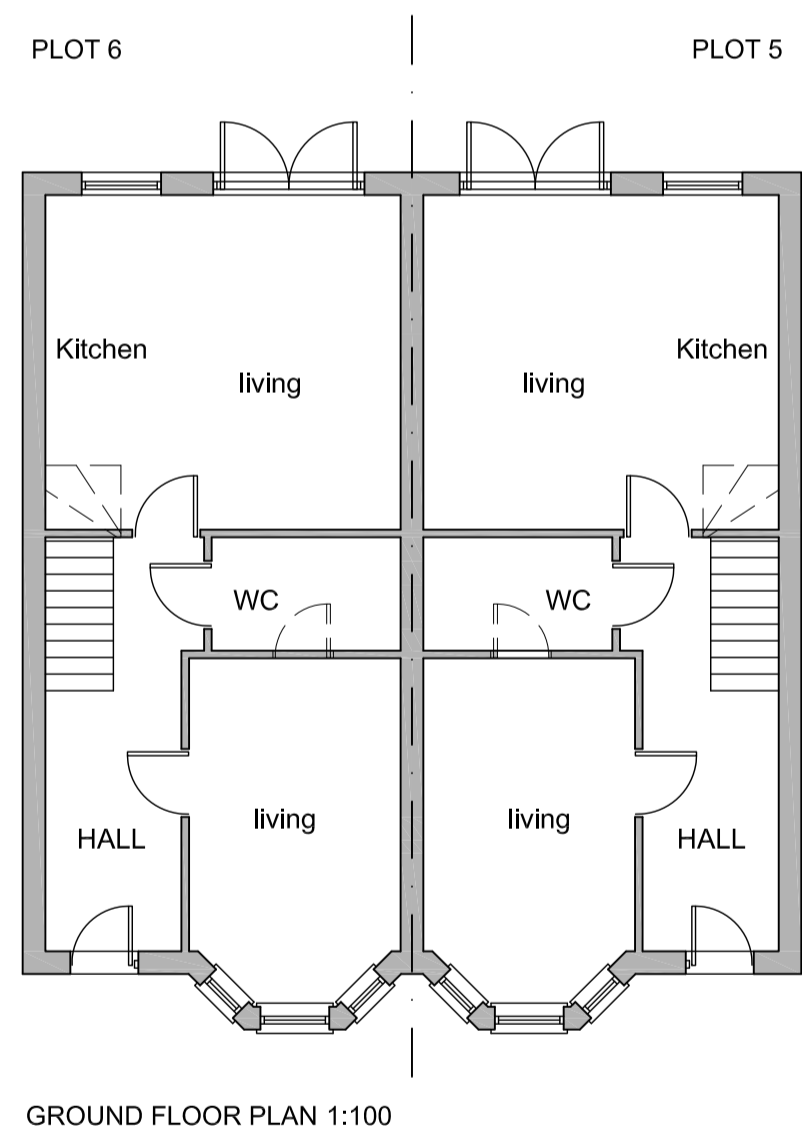 PLOT 6
PLOT 5
Kitchen
Kitchen
living
living
WC
WC
living
living
HALL
HALL
GROUND FLOOR PLAN 1:100